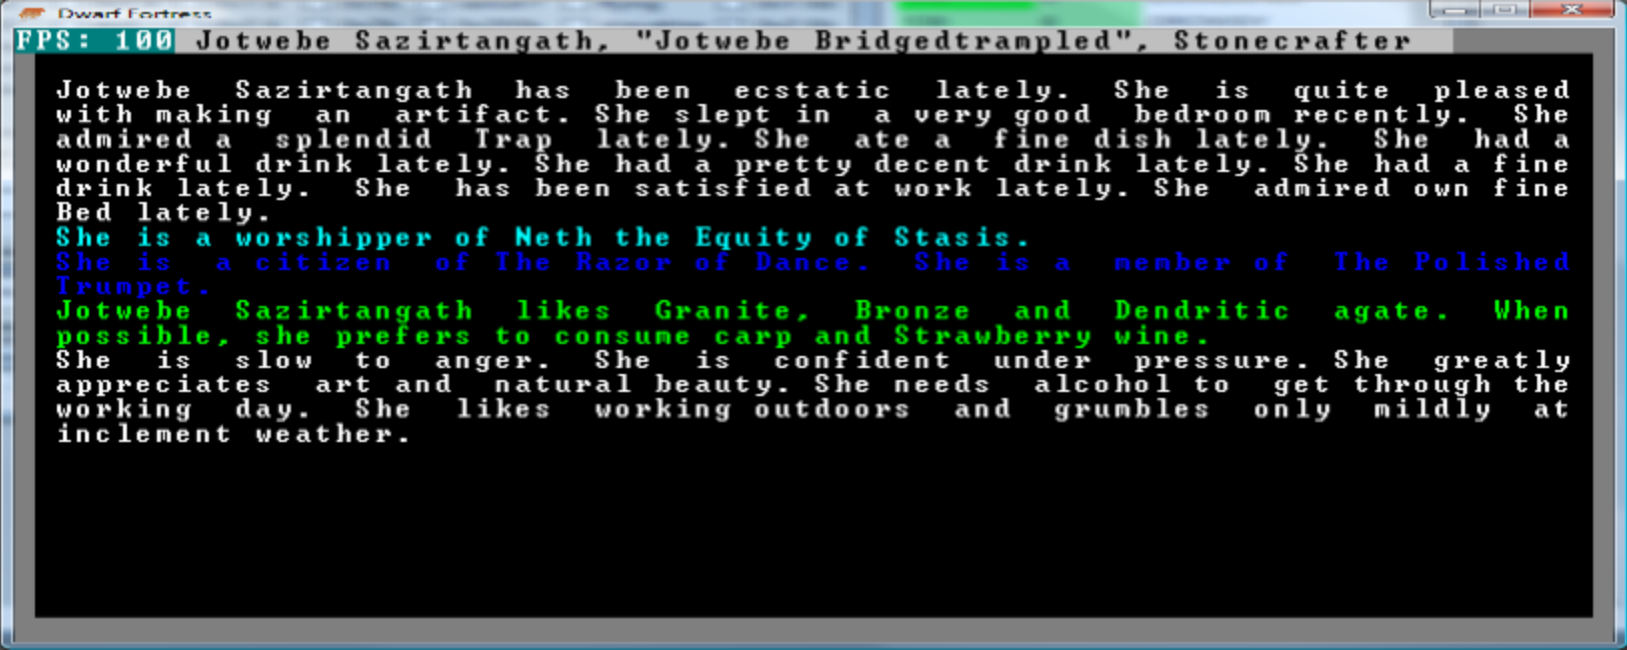 Dwarf Fortress
FPS: 100 Jotwebe Sazirtangath, "Jotwebe Bridgedtrampled", Stonecrafter
Jotwebe Sazirtangath has been ecstatic lately. She is quite pleased
with making an artifact. She slept in a very good bedroom recently. She
admired a splendid Trap lately. She ate a fine dish lately. She had a
wonderful drink lately. She had a pretty decent drink lately. She had a fine
drink lately. She has been satisfied at work lately. She admired own fine
Bed lately.
She is a worshipper of Neth the Equity of Stasis.
She is a citizen of The Razor of Dance. She is a member of The Polished
Trumpet.
Jotwebe Sazirtangath likes Granite, Bronze and Dendritic agate. When
possible, she prefers to consume carp and Strawberry wine.
She is slow to anger. She is confident under pressure. She greatly
appreciates art and natural beauty. She needs alcohol to get through the
working day. She likes working outdoors and grumbles only mildly at
inclement weather.